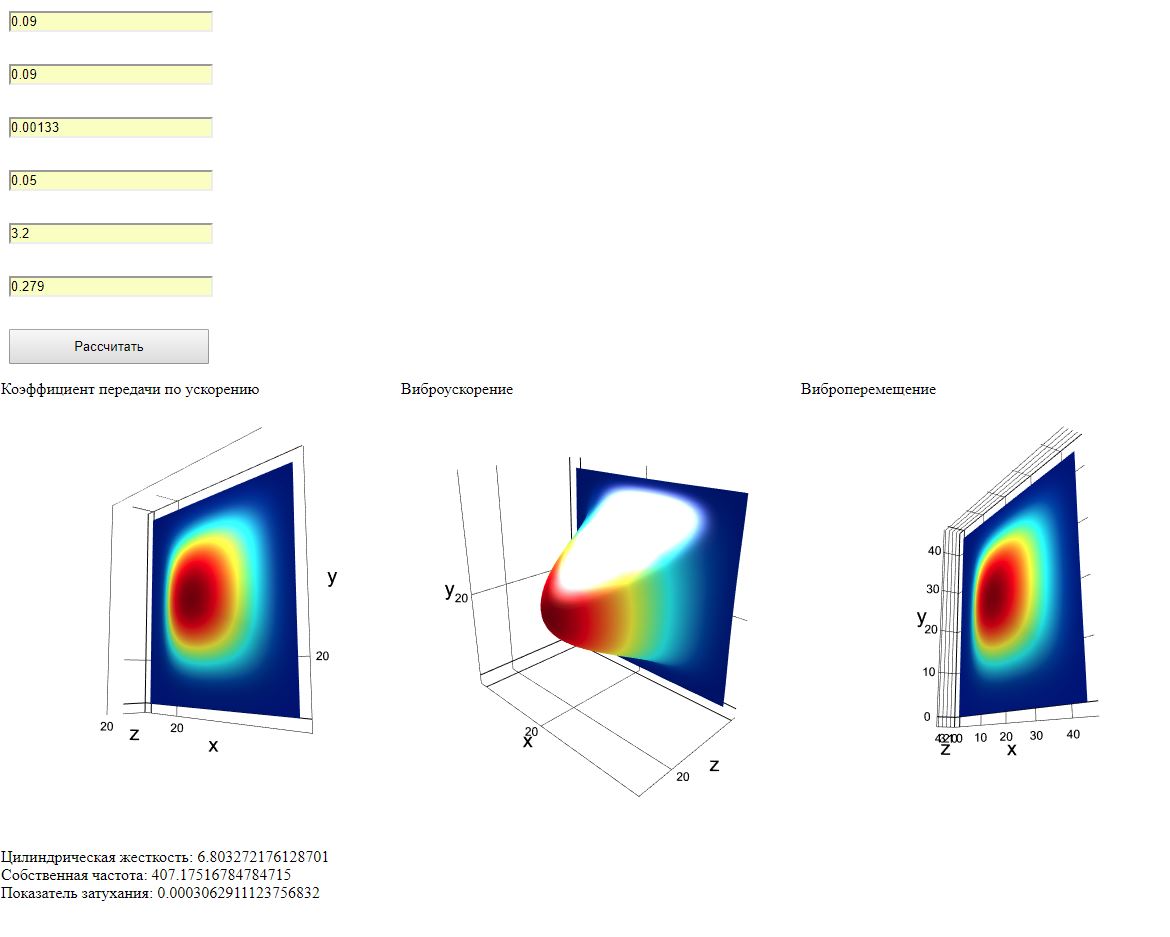 0.09
0.09
0.00133
0.05
3.2
0.279
Рассчитать
Коэффициент передачи по ускорению Виброускорение Виброперемещение
y
20
20 z 20 x
y 20
20
x
20 z
40
30
y 20
10
0
z 10 20 30 40
x
Цилиндрическая жесткость: 6.803272176128701
Собственная частота: 407.17516784784715
Показатель затухания: 0.0003062911123756832